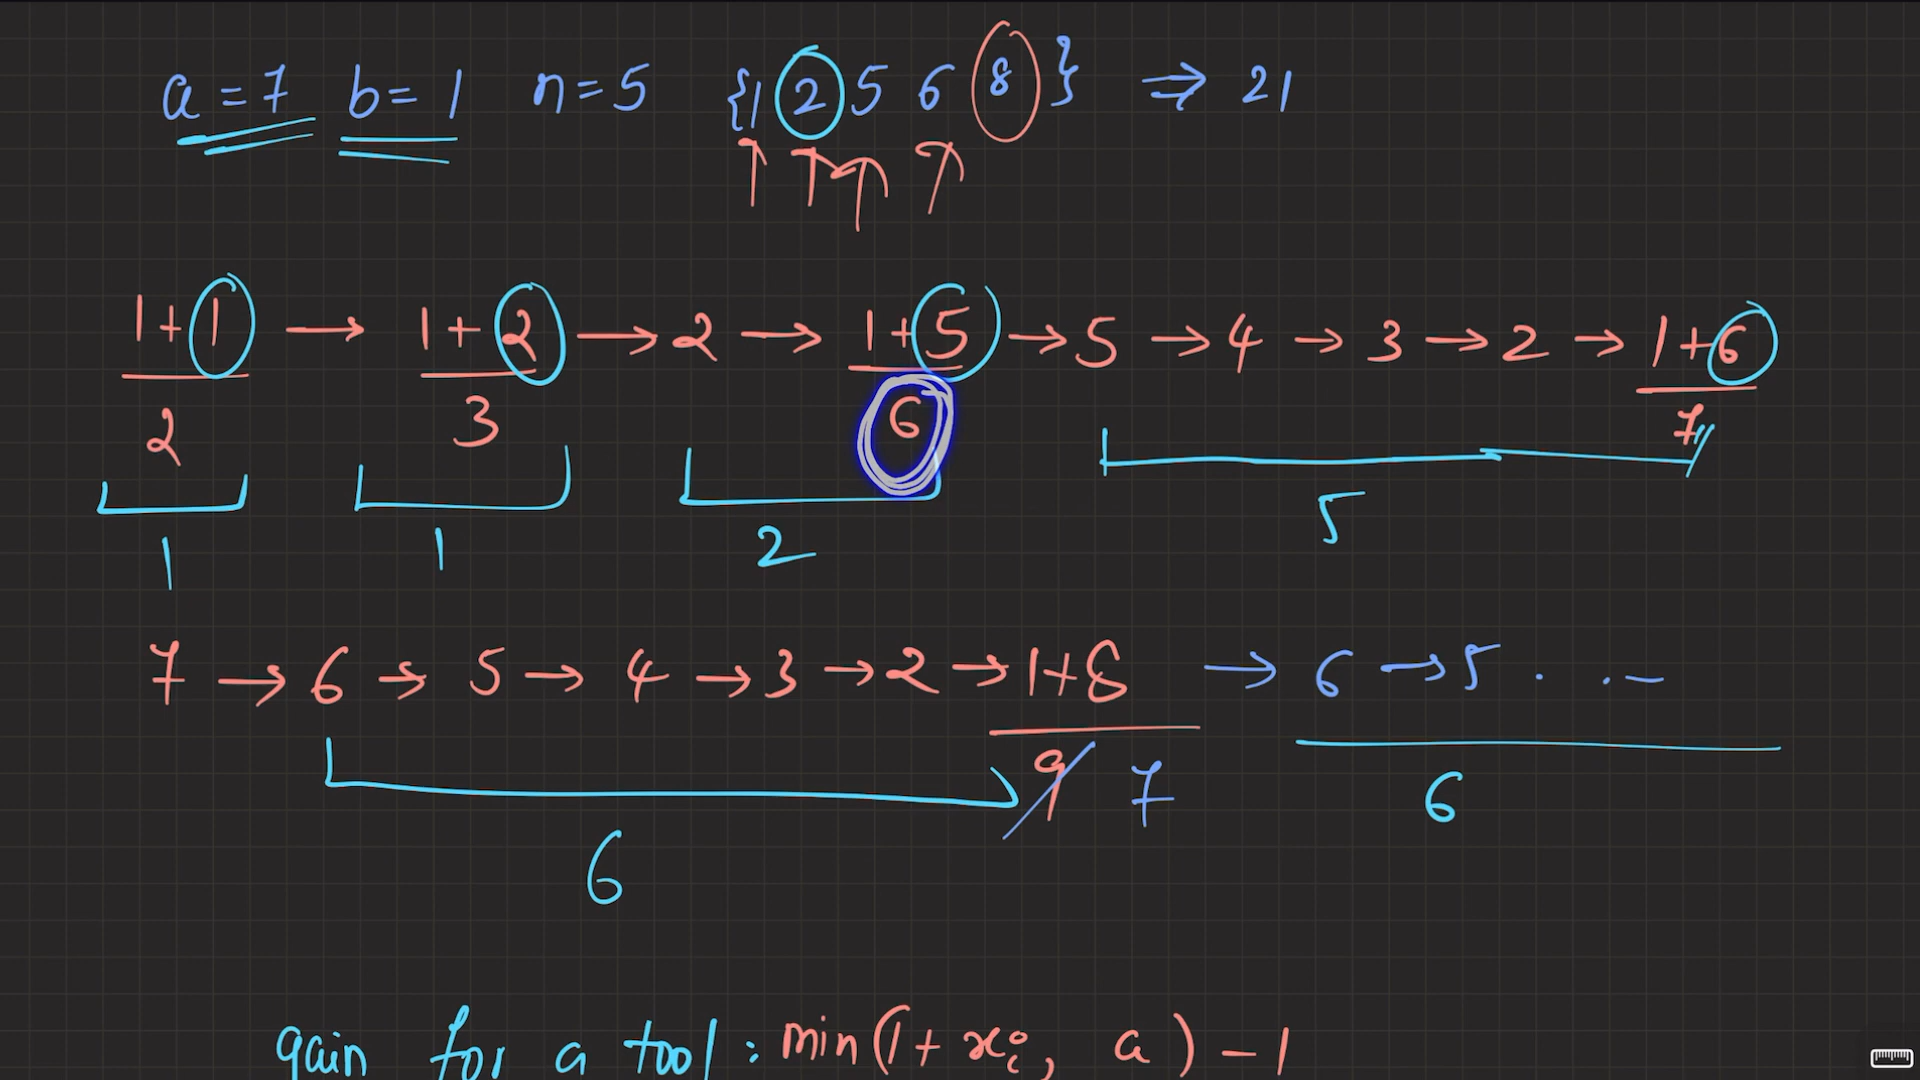 a = 7 b = 1 n = 5 {1 2 5 6 8} ⇒ 21
1+1 → 1+2 → 2 → 1+5 → 5 → 4 → 3 → 2 → 1+6
2 3 6 7
1 1 2 5
7 → 6 → 5 → 4 → 3 → 2 → 1+8 → 6 → 5 . . –
9 7 6
6
gain for a tool : min(1 + xi, a) – 1